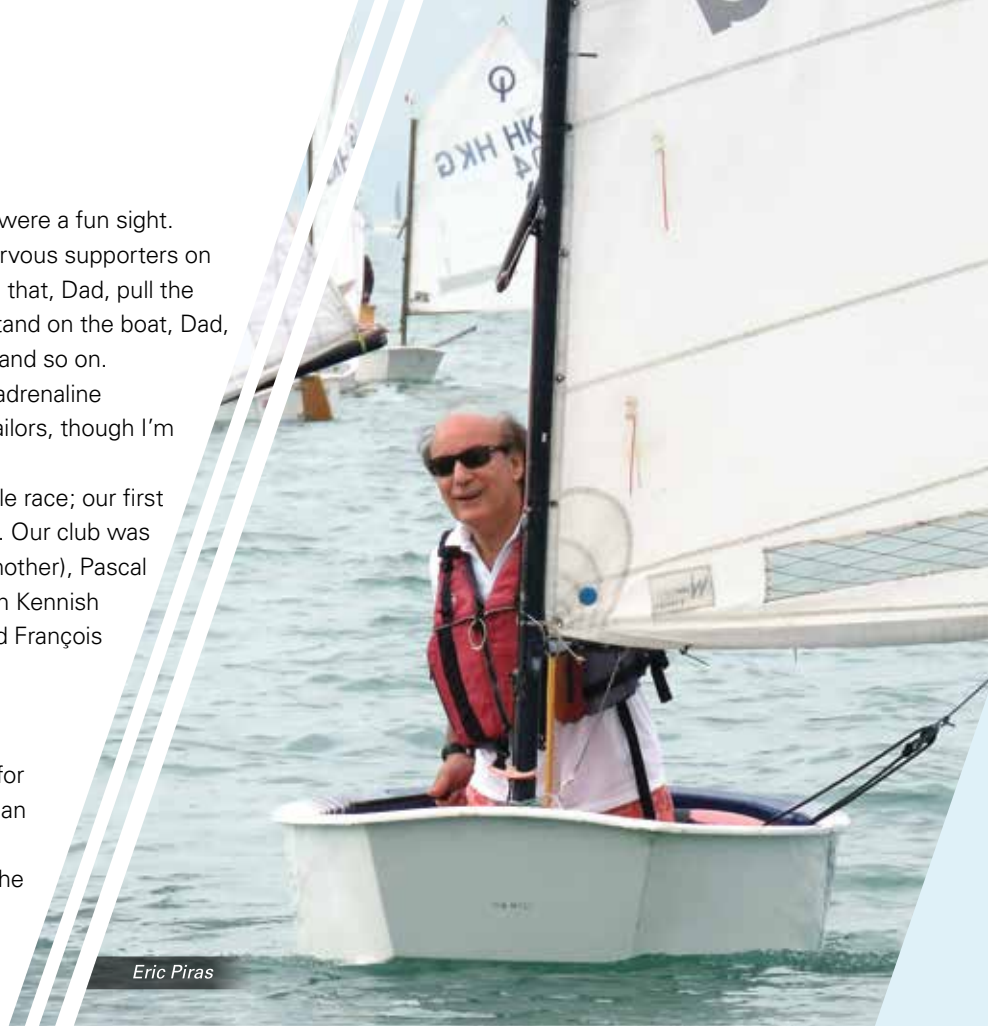 were a fun sight.
rvous supporters on
that, Dad, pull the
tand on the boat, Dad,
and so on.
adrenaline
ailors, though I'm
le race; our first
. Our club was
nother), Pascal
n Kennish
d François
for
an
he
HKG
Eric Piras